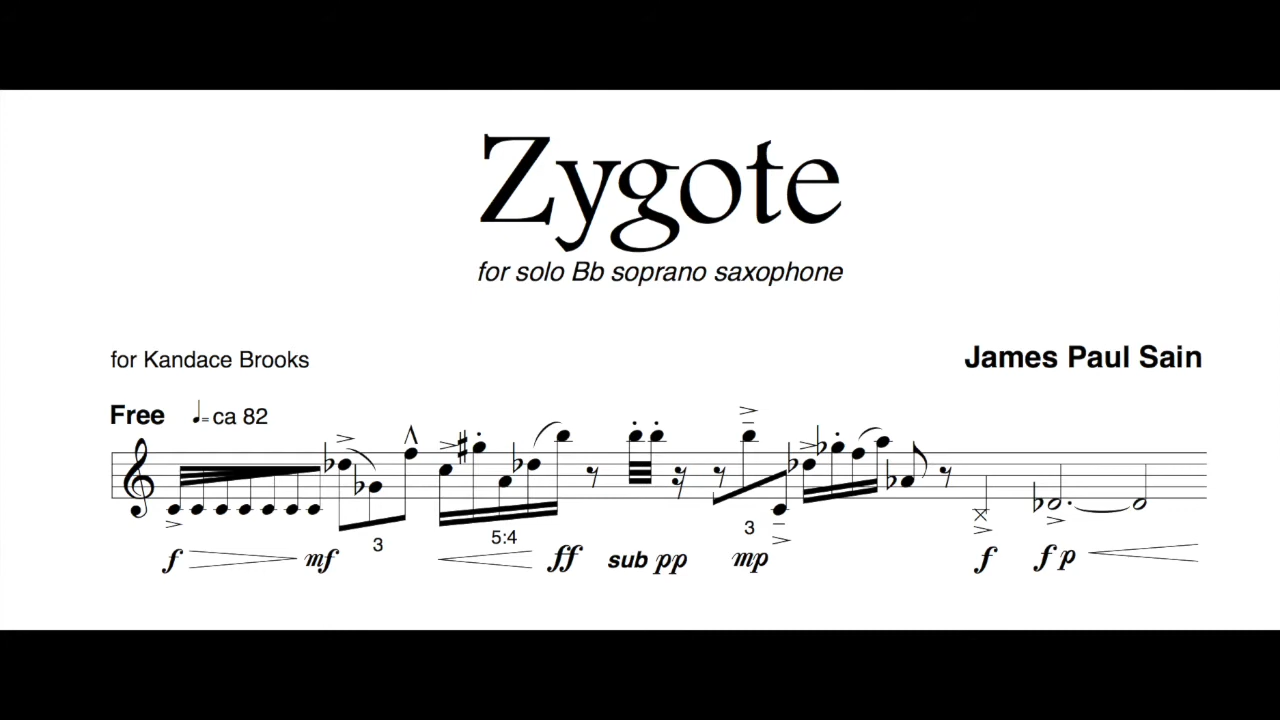 Zygote
for solo Bb soprano saxophone
for Kandace Brooks
James Paul Sain
Free ♩= ca 82
3
5:4
3
f mf ff sub pp mp f fp